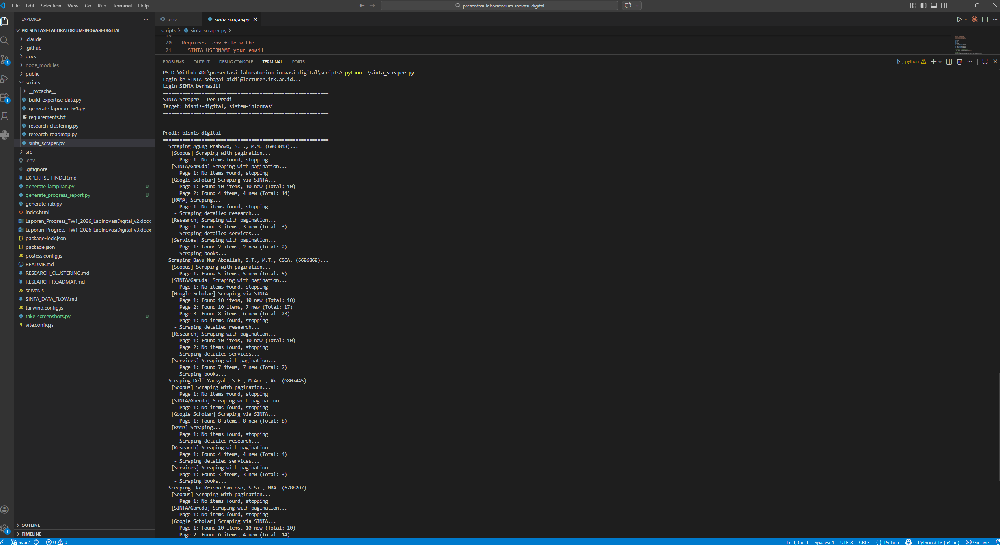 File Edit Selection View Go Run Terminal Help
presentasi-laboratorium-inovasi-digital
EXPLORER
PRESENTASI-LABORATORIUM-INOVASI-DIGITAL
.claude
.github
docs
node_modules
public
scripts
__pycache__
build_expertise_data.py
generate_laporan_tw1.py
requirements.txt
research_clustering.py
research_roadmap.py
sinta_scraper.py
src
.env
.gitignore
EXPERTISE_FINDER.md
generate_lampiran.py U
generate_progress_report.py U
generate_rab.py
index.html
Laporan_Progress_TW1_2026_LabInovasiDigital_v2.docx
Laporan_Progress_TW1_2026_LabInovasiDigital_v3.docx
package-lock.json
package.json
postcss.config.js
README.md
RESEARCH_CLUSTERING.md
RESEARCH_ROADMAP.md
server.js
SINTA_DATA_FLOW.md
tailwind.config.js
take_screenshots.py U
vite.config.js
OUTLINE
TIMELINE
3
1
1
.env sinta_scraper.py
scripts > sinta_scraper.py > ...
19
20 Requires .env file with:
21 SINTA_USERNAME=your_email
PROBLEMS OUTPUT DEBUG CONSOLE TERMINAL PORTS
python
PS D:\Github-ADL\presentasi-laboratorium-inovasi-digital\scripts> python .\sinta_scraper.py
Login ke SINTA sebagai aidil@lecturer.itk.ac.id...
Login SINTA berhasil!
============================================================
SINTA Scraper - Per Prodi
Target: bisnis-digital, sistem-informasi
============================================================
============================================================
Prodi: bisnis-digital
============================================================
Scraping Agung Prabowo, S.E., M.M. (6803848)...
[Scopus] Scraping with pagination...
Page 1: No items found, stopping
[SINTA/Garuda] Scraping with pagination...
Page 1: No items found, stopping
[Google Scholar] Scraping via SINTA...
Page 1: Found 10 items, 10 new (Total: 10)
Page 2: Found 4 items, 4 new (Total: 14)
[RAMA] Scraping...
Page 1: No items found, stopping
- Scraping detailed research...
[Research] Scraping with pagination...
Page 1: Found 3 items, 3 new (Total: 3)
- Scraping detailed services...
[Services] Scraping with pagination...
Page 1: Found 2 items, 2 new (Total: 2)
- Scraping books...
Scraping Bayu Nur Abdallah, S.T., M.T., CSCA. (6686868)...
[Scopus] Scraping with pagination...
Page 1: Found 5 items, 5 new (Total: 5)
[SINTA/Garuda] Scraping with pagination...
Page 1: No items found, stopping
[Google Scholar] Scraping via SINTA...
Page 1: Found 10 items, 10 new (Total: 10)
Page 2: Found 10 items, 7 new (Total: 17)
Page 3: Found 8 items, 6 new (Total: 23)
Page 1: No items found, stopping
- Scraping detailed research...
[Research] Scraping with pagination...
Page 1: Found 10 items, 10 new (Total: 10)
Page 2: No items found, stopping
- Scraping detailed services...
[Services] Scraping with pagination...
Page 1: Found 7 items, 7 new (Total: 7)
- Scraping books...
Scraping Deli Yansyah, S.E., M.Acc., Ak. (6807445)...
[Scopus] Scraping with pagination...
Page 1: No items found, stopping
[SINTA/Garuda] Scraping with pagination...
Page 1: No items found, stopping
[Google Scholar] Scraping via SINTA...
Page 1: Found 8 items, 8 new (Total: 8)
[RAMA] Scraping...
Page 1: No items found, stopping
- Scraping detailed research...
[Research] Scraping with pagination...
Page 1: Found 4 items, 4 new (Total: 4)
- Scraping detailed services...
[Services] Scraping with pagination...
Page 1: Found 3 items, 3 new (Total: 3)
- Scraping books...
Scraping Eka Krisna Santoso, S.Si., MBA. (6788207)...
[Scopus] Scraping with pagination...
Page 1: No items found, stopping
[SINTA/Garuda] Scraping with pagination...
Page 1: No items found, stopping
[Google Scholar] Scraping via SINTA...
Page 1: Found 10 items, 10 new (Total: 10)
Page 2: Found 6 items, 4 new (Total: 14)
main* 0 0 Ln 1, Col 1 Spaces: 4 UTF-8 CRLF { } Python Python 3.13 (64-bit) Go Live